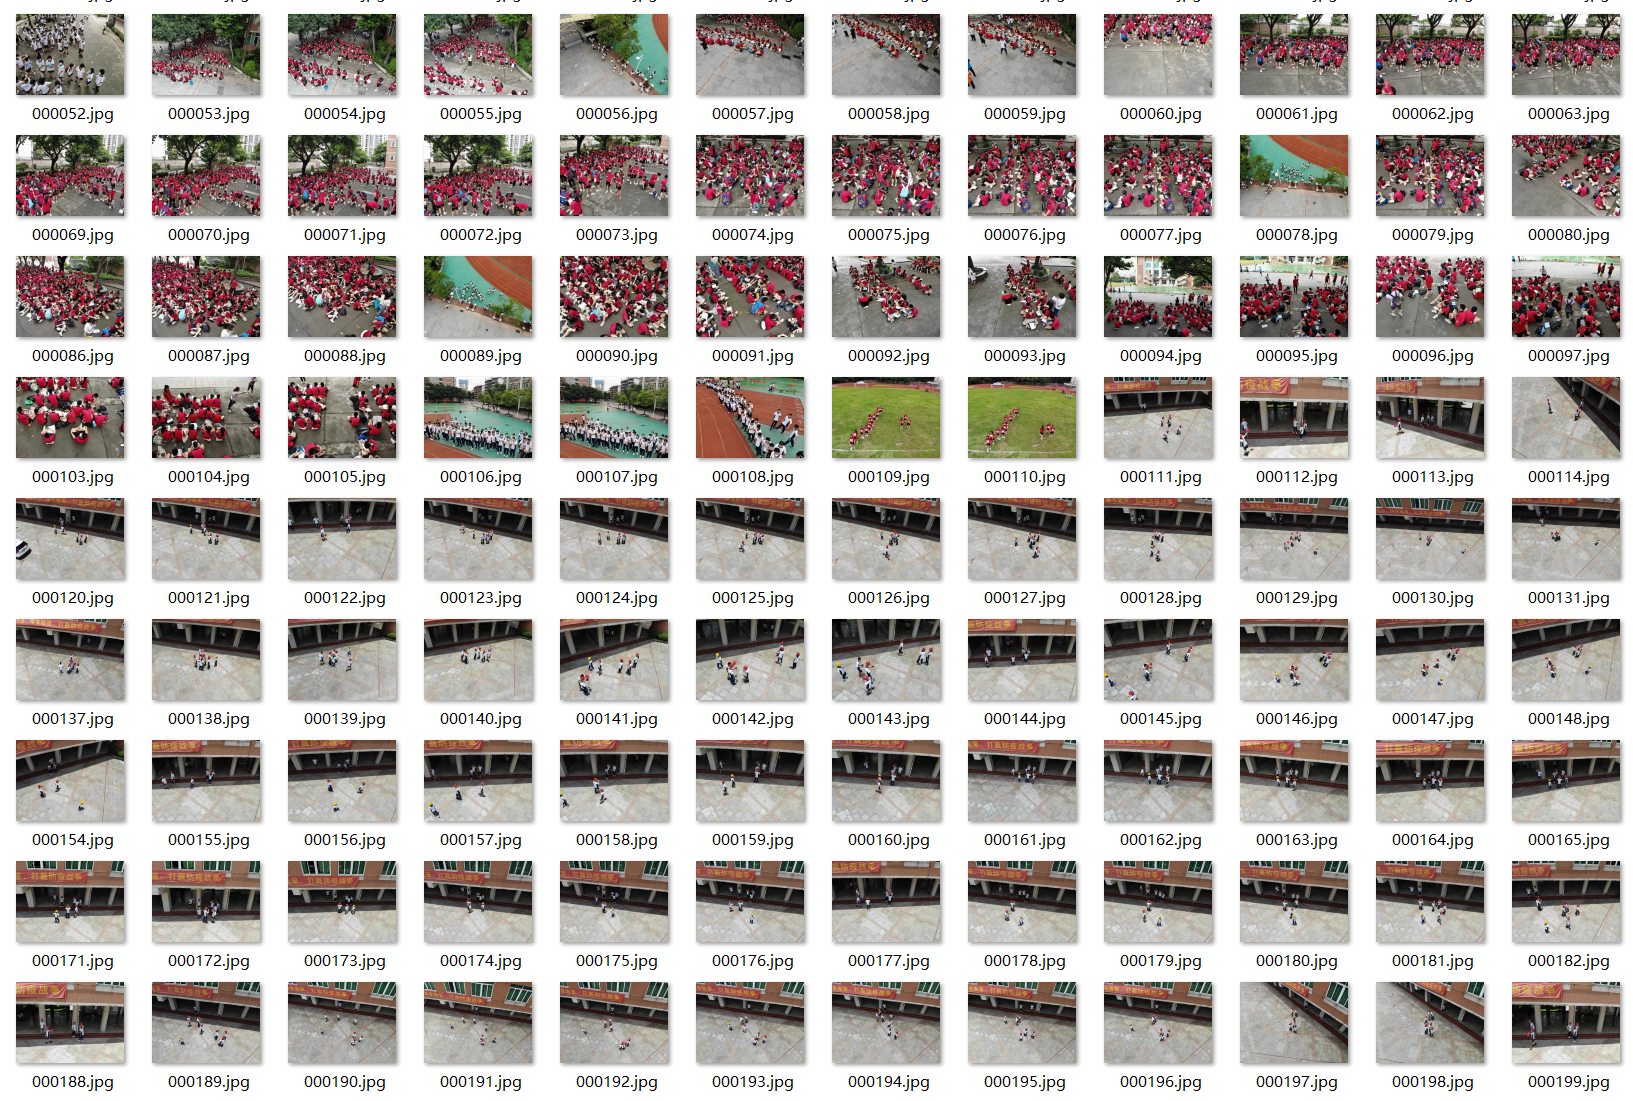 000052.jpg 000053.jpg 000054.jpg 000055.jpg 000056.jpg 000057.jpg 000058.jpg 000059.jpg 000060.jpg 000061.jpg 000062.jpg 000063.jpg
000069.jpg 000070.jpg 000071.jpg 000072.jpg 000073.jpg 000074.jpg 000075.jpg 000076.jpg 000077.jpg 000078.jpg 000079.jpg 000080.jpg
000086.jpg 000087.jpg 000088.jpg 000089.jpg 000090.jpg 000091.jpg 000092.jpg 000093.jpg 000094.jpg 000095.jpg 000096.jpg 000097.jpg
000103.jpg 000104.jpg 000105.jpg 000106.jpg 000107.jpg 000108.jpg 000109.jpg 000110.jpg 000111.jpg 000112.jpg 000113.jpg 000114.jpg
000120.jpg 000121.jpg 000122.jpg 000123.jpg 000124.jpg 000125.jpg 000126.jpg 000127.jpg 000128.jpg 000129.jpg 000130.jpg 000131.jpg
000137.jpg 000138.jpg 000139.jpg 000140.jpg 000141.jpg 000142.jpg 000143.jpg 000144.jpg 000145.jpg 000146.jpg 000147.jpg 000148.jpg
000154.jpg 000155.jpg 000156.jpg 000157.jpg 000158.jpg 000159.jpg 000160.jpg 000161.jpg 000162.jpg 000163.jpg 000164.jpg 000165.jpg
000171.jpg 000172.jpg 000173.jpg 000174.jpg 000175.jpg 000176.jpg 000177.jpg 000178.jpg 000179.jpg 000180.jpg 000181.jpg 000182.jpg
000188.jpg 000189.jpg 000190.jpg 000191.jpg 000192.jpg 000193.jpg 000194.jpg 000195.jpg 000196.jpg 000197.jpg 000198.jpg 000199.jpg